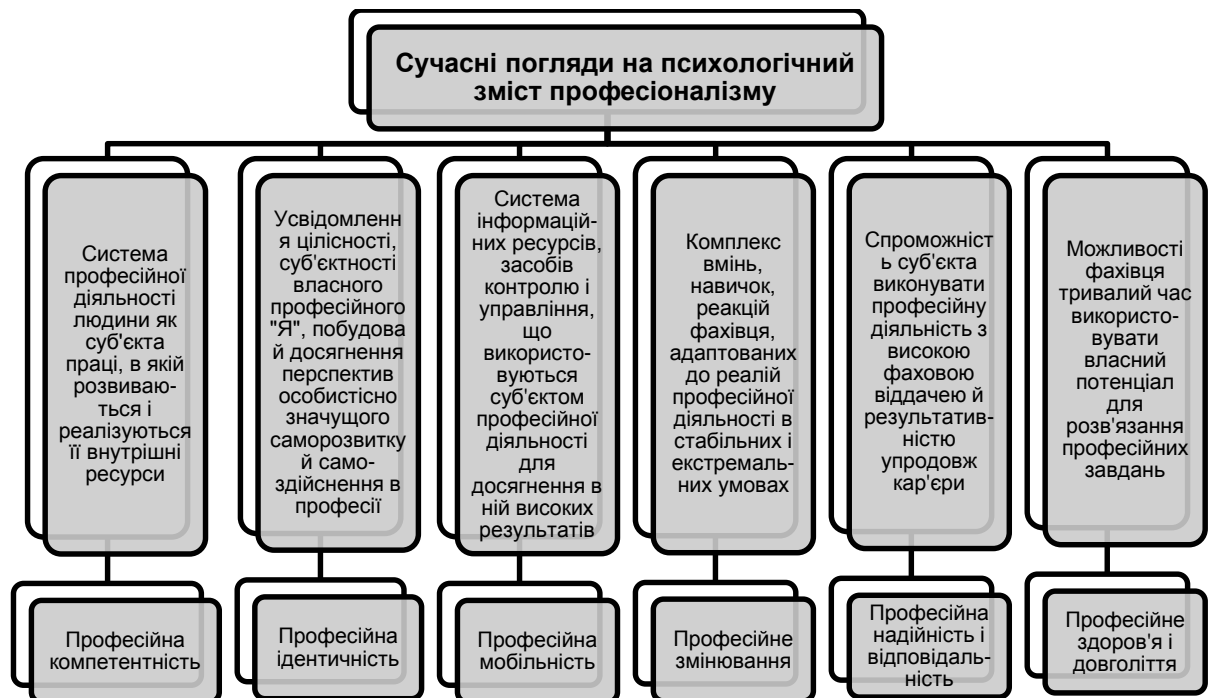 Сучасні погляди на психологічний
зміст професіоналізму
Система
професійної
діяльності
людини як
суб'єкта
праці, в якій
розвиваю-
ться і
реалізуються
її внутрішні
ресурси
Усвідомленн
я цілісності,
суб'єктності
власного
професійного
"Я", побудова
й досягнення
перспектив
особистісно
значущого
саморозвитку
й само-
здійснення в
професії
Система
інформацій-
них ресурсів,
засобів
контролю і
управління,
що
використо-
вуються
суб'єктом
професійної
діяльності
для
досягнення в
ній високих
результатів
Комплекс
вмінь,
навичок,
реакцій
фахівця,
адаптованих
до реалій
професійної
діяльності в
стабільних і
екстремаль-
них умовах
Спроможніст
ь суб'єкта
виконувати
професійну
діяльність з
високою
фаховою
віддачею й
результатив-
ністю
упродовж
кар'єри
Можливості
фахівця
тривалий час
використо-
вувати
власний
потенціал
для
розв'язання
професійних
завдань
Професійна
компетентність
Професійна
ідентичність
Професійна
мобільність
Професійне
змінювання
Професійна
надійність і
відповідаль-
ність
Професійне
здоров'я і
довголіття